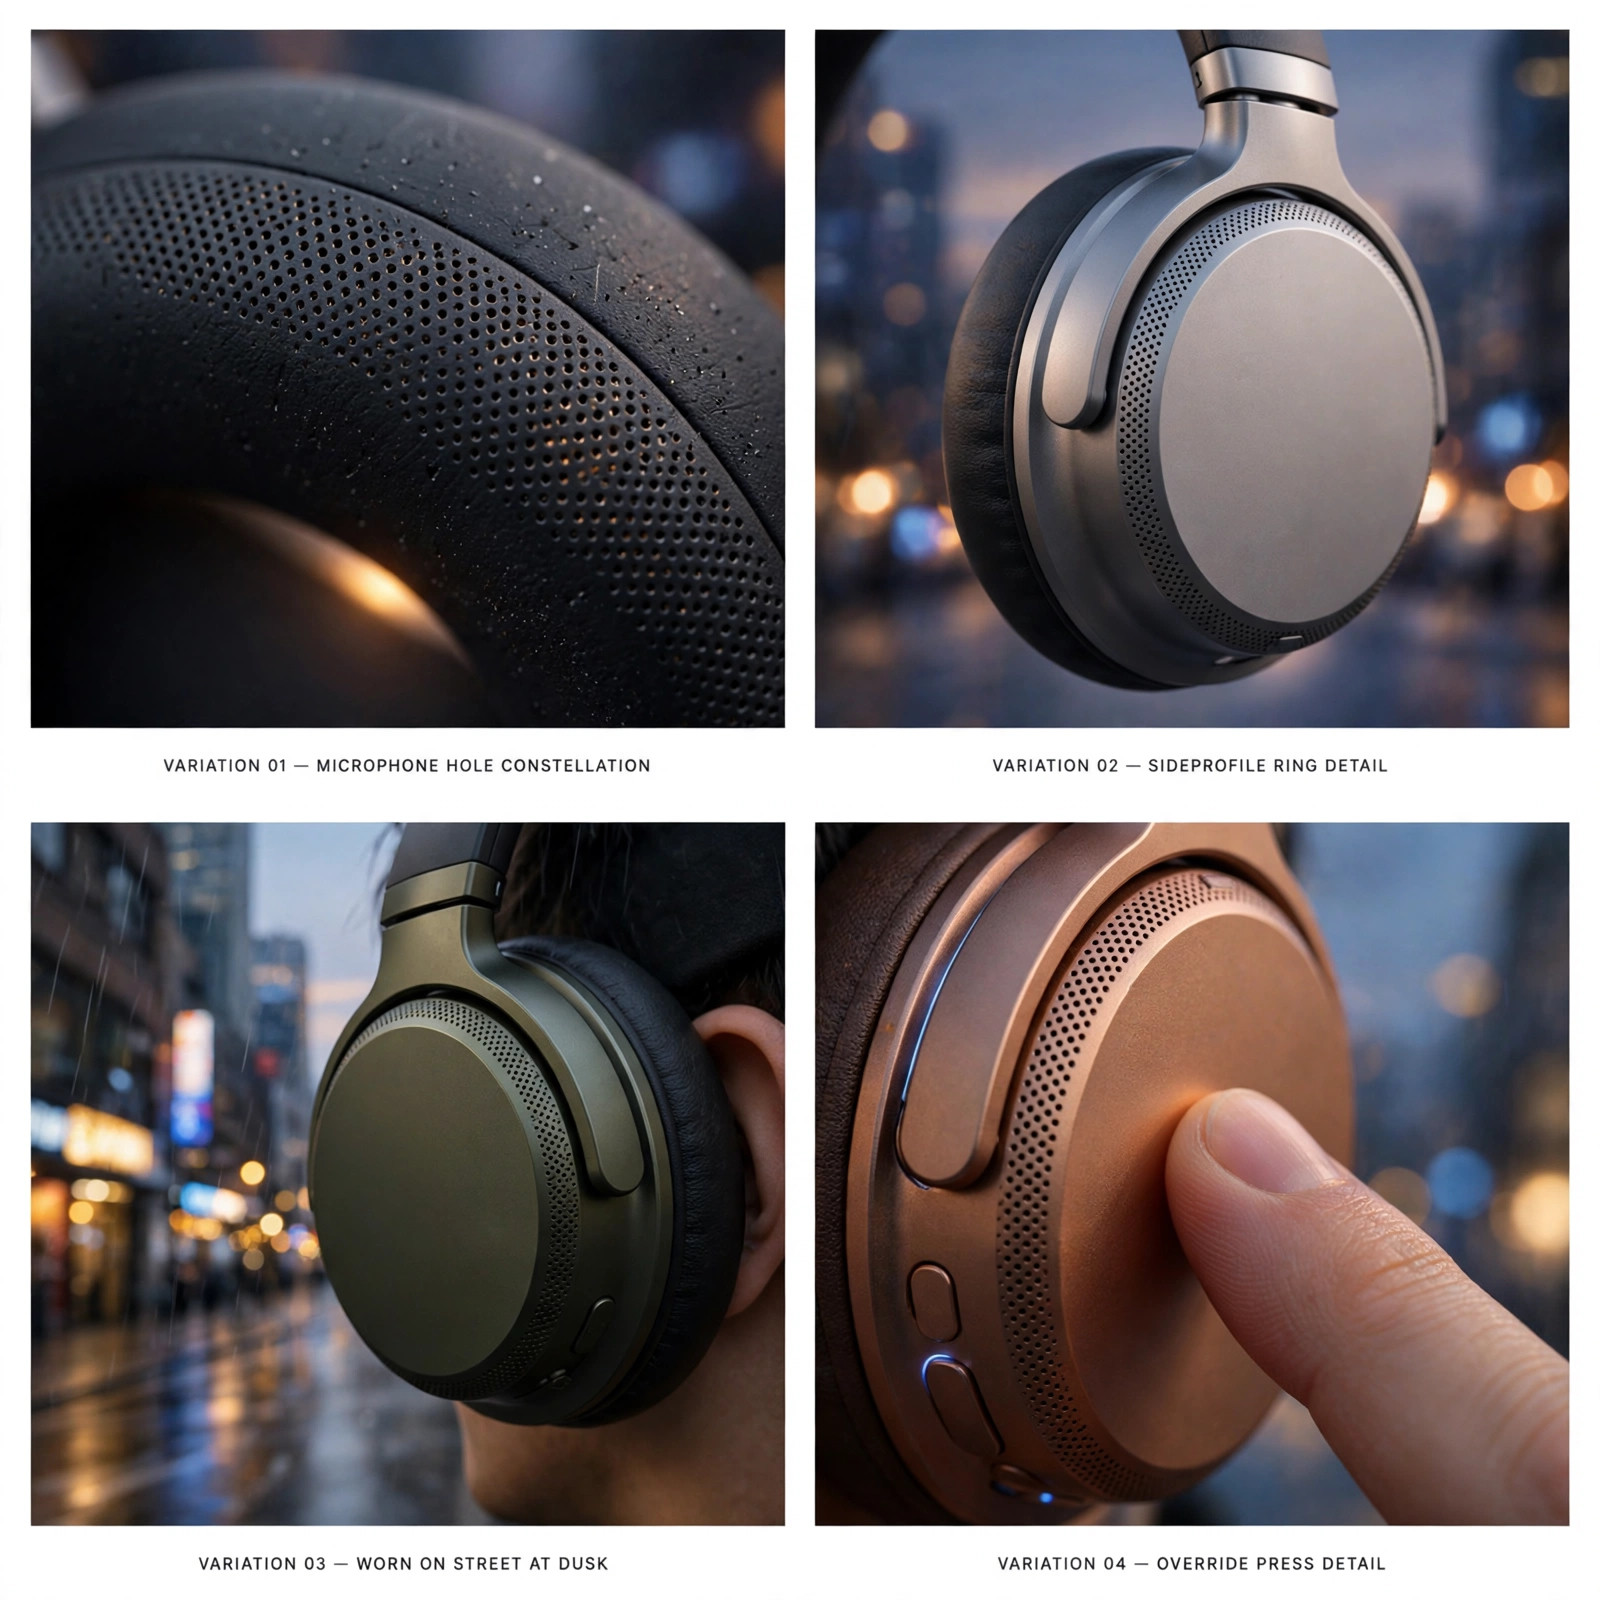 VARIATION 01 — MICROPHONE HOLE CONSTELLATION
VARIATION 02 — SIDEPROFILE RING DETAIL
VARIATION 03 — WORN ON STREET AT DUSK
VARIATION 04 — OVERRIDE PRESS DETAIL